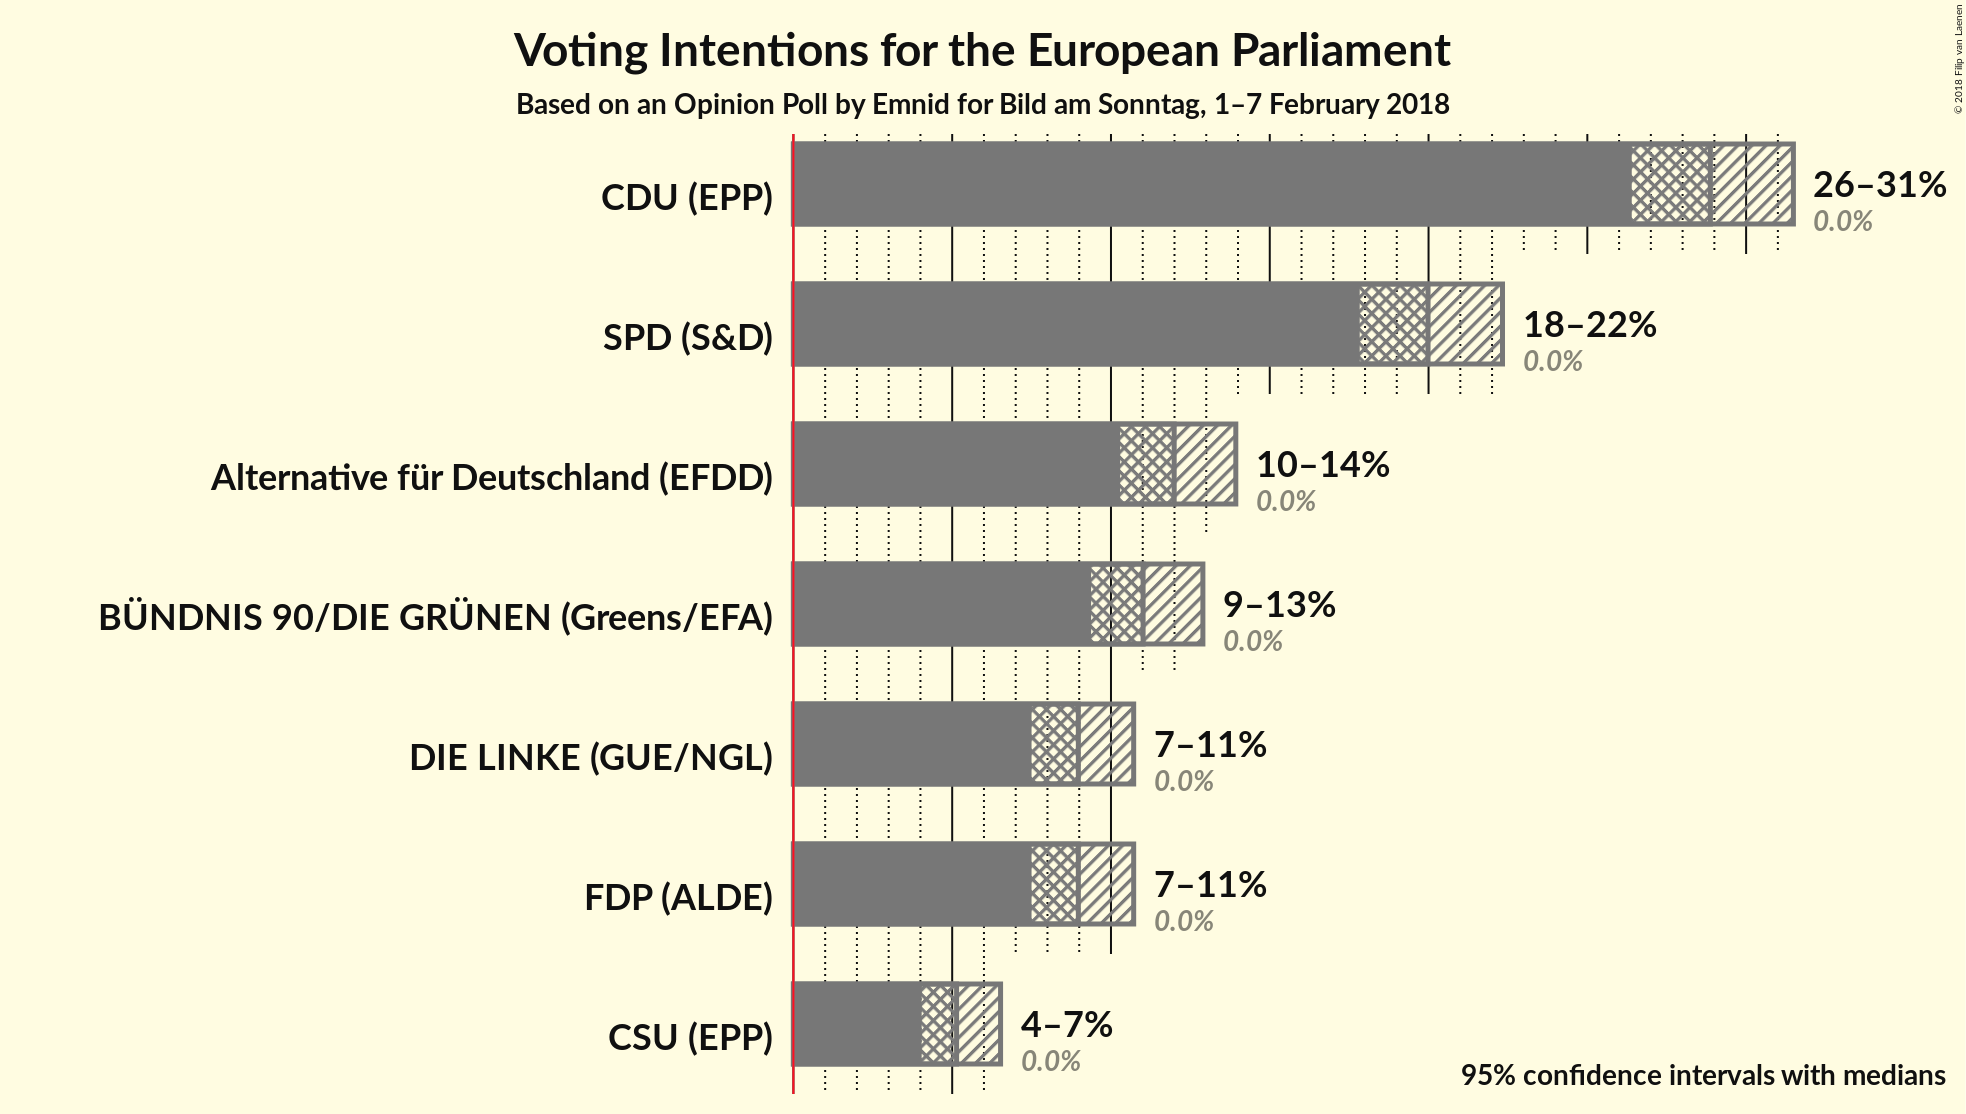 Voting Intentions for the European Parliament
Based on an Opinion Poll by Emnid for Bild am Sonntag, 1–7 February 2018
© 2018 Filip van Laenen
CDU (EPP)
26–31%
0.0%
SPD (S&D)
18–22%
0.0%
Alternative für Deutschland (EFDD)
10–14%
0.0%
BÜNDNIS 90/DIE GRÜNEN (Greens/EFA)
9–13%
0.0%
DIE LINKE (GUE/NGL)
7–11%
0.0%
FDP (ALDE)
7–11%
0.0%
CSU (EPP)
4–7%
0.0%
95% confidence intervals with medians